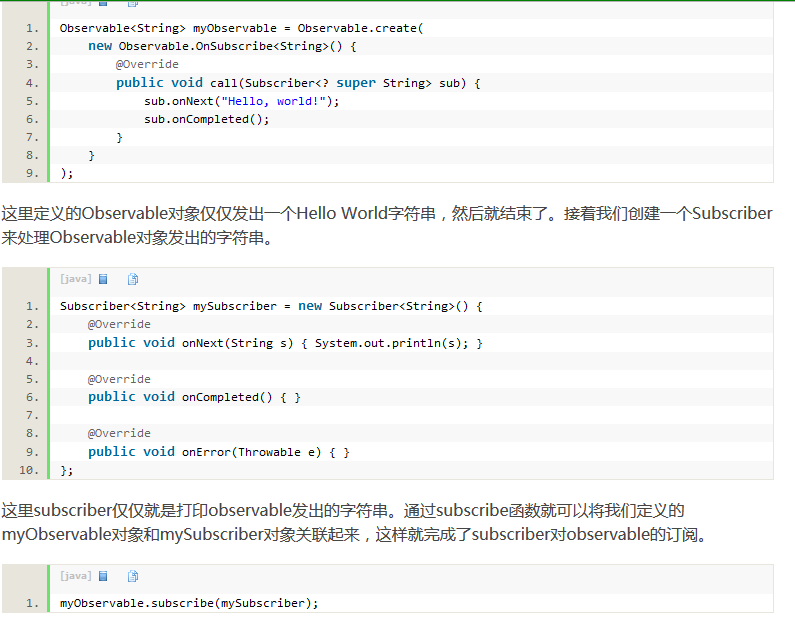 [java]
1. Observable<String> myObservable = Observable.create(
2. new Observable.OnSubscribe<String>() {
3. @Override
4. public void call(Subscriber<? super String> sub) {
5. sub.onNext("Hello, world!");
6. sub.onCompleted();
7. }
8. }
9. );
这里定义的Observable对象仅仅发出一个Hello World字符串，然后就结束了。接着我们创建一个Subscriber
来处理Observable对象发出的字符串。
[java]
1. Subscriber<String> mySubscriber = new Subscriber<String>() {
2. @Override
3. public void onNext(String s) { System.out.println(s); }
4.
5. @Override
6. public void onCompleted() { }
7.
8. @Override
9. public void onError(Throwable e) { }
10. };
这里subscriber仅仅就是打印observable发出的字符串。通过subscribe函数就可以将我们定义的
myObservable对象和mySubscriber对象关联起来，这样就完成了subscriber对observable的订阅。
[java]
1. myObservable.subscribe(mySubscriber);